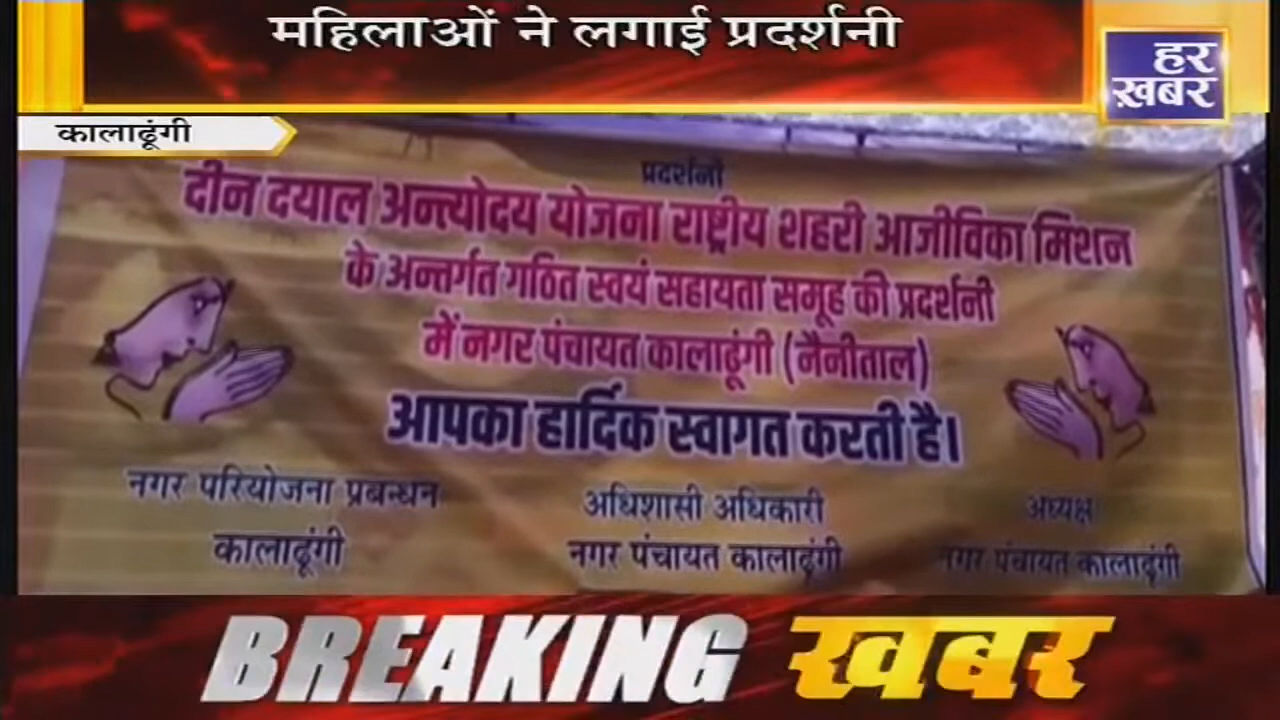 महिलाओं ने लगाई प्रदर्शनी
हर
ख़बर
कालाढूंगी
प्रदर्शनी
दीन दयाल अन्त्योदय योजना राष्ट्रीय शहरी आजीविका मिशन
के अन्तर्गत गठित स्वयं सहायता समूह की प्रदर्शनी
में नगर पंचायत कालाढूंगी (नैनीताल)
आपका हार्दिक स्वागत करती है।
नगर परियोजना प्रबन्धन
कालाढूंगी
अधिशासी अधिकारी
नगर पंचायत कालाढूंगी
अध्यक्ष
नगर पंचायत कालाढूंगी
BREAKING खबर